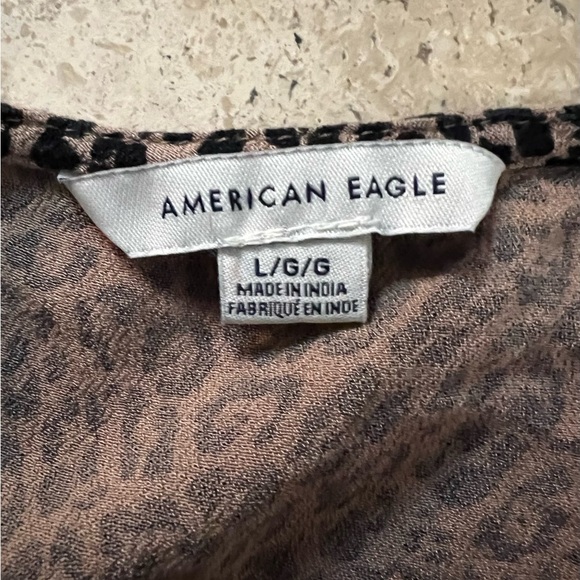 AMERICAN EAGLE
L/G/G
MADE IN INDIA
FABRIQUÉ EN INDE